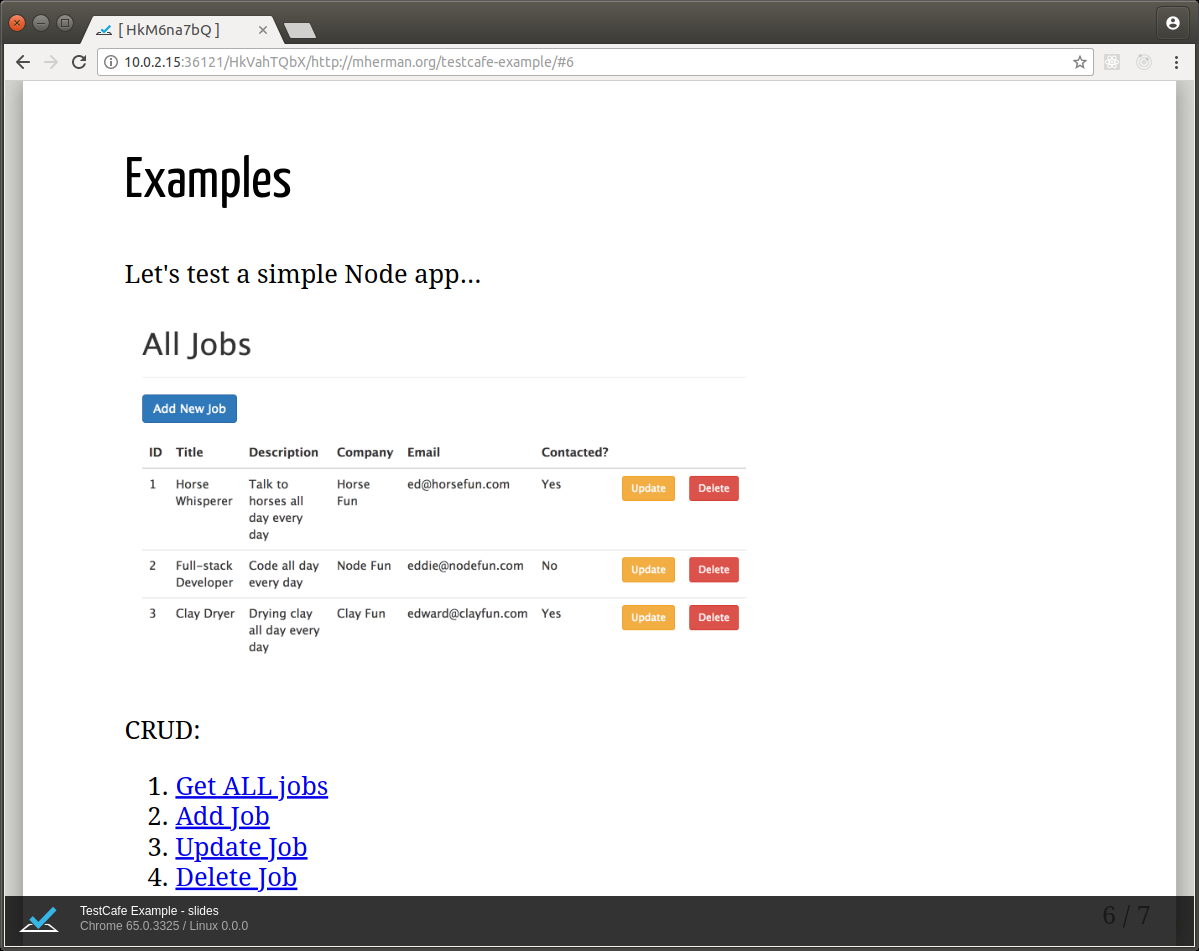 [ HkM6na7bQ ]
10.0.2.15:36121/HkVahTQbX/http://mherman.org/testcafe-example/#6
Examples
Let's test a simple Node app...
All Jobs
Add New Job
ID Title Description Company Email Contacted?
1 Horse Talk to Horse ed@horsefun.com Yes Update Delete
Whisperer horses all Fun
day every
day
2 Full-stack Code all day Node Fun eddie@nodefun.com No Update Delete
Developer every day
3 Clay Dryer Drying clay Clay Fun edward@clayfun.com Yes Update Delete
all day every
day
CRUD:
1. Get ALL jobs
2. Add Job
3. Update Job
4. Delete Job
TestCafe Example - slides
Chrome 65.0.3325 / Linux 0.0.0
6 / 7